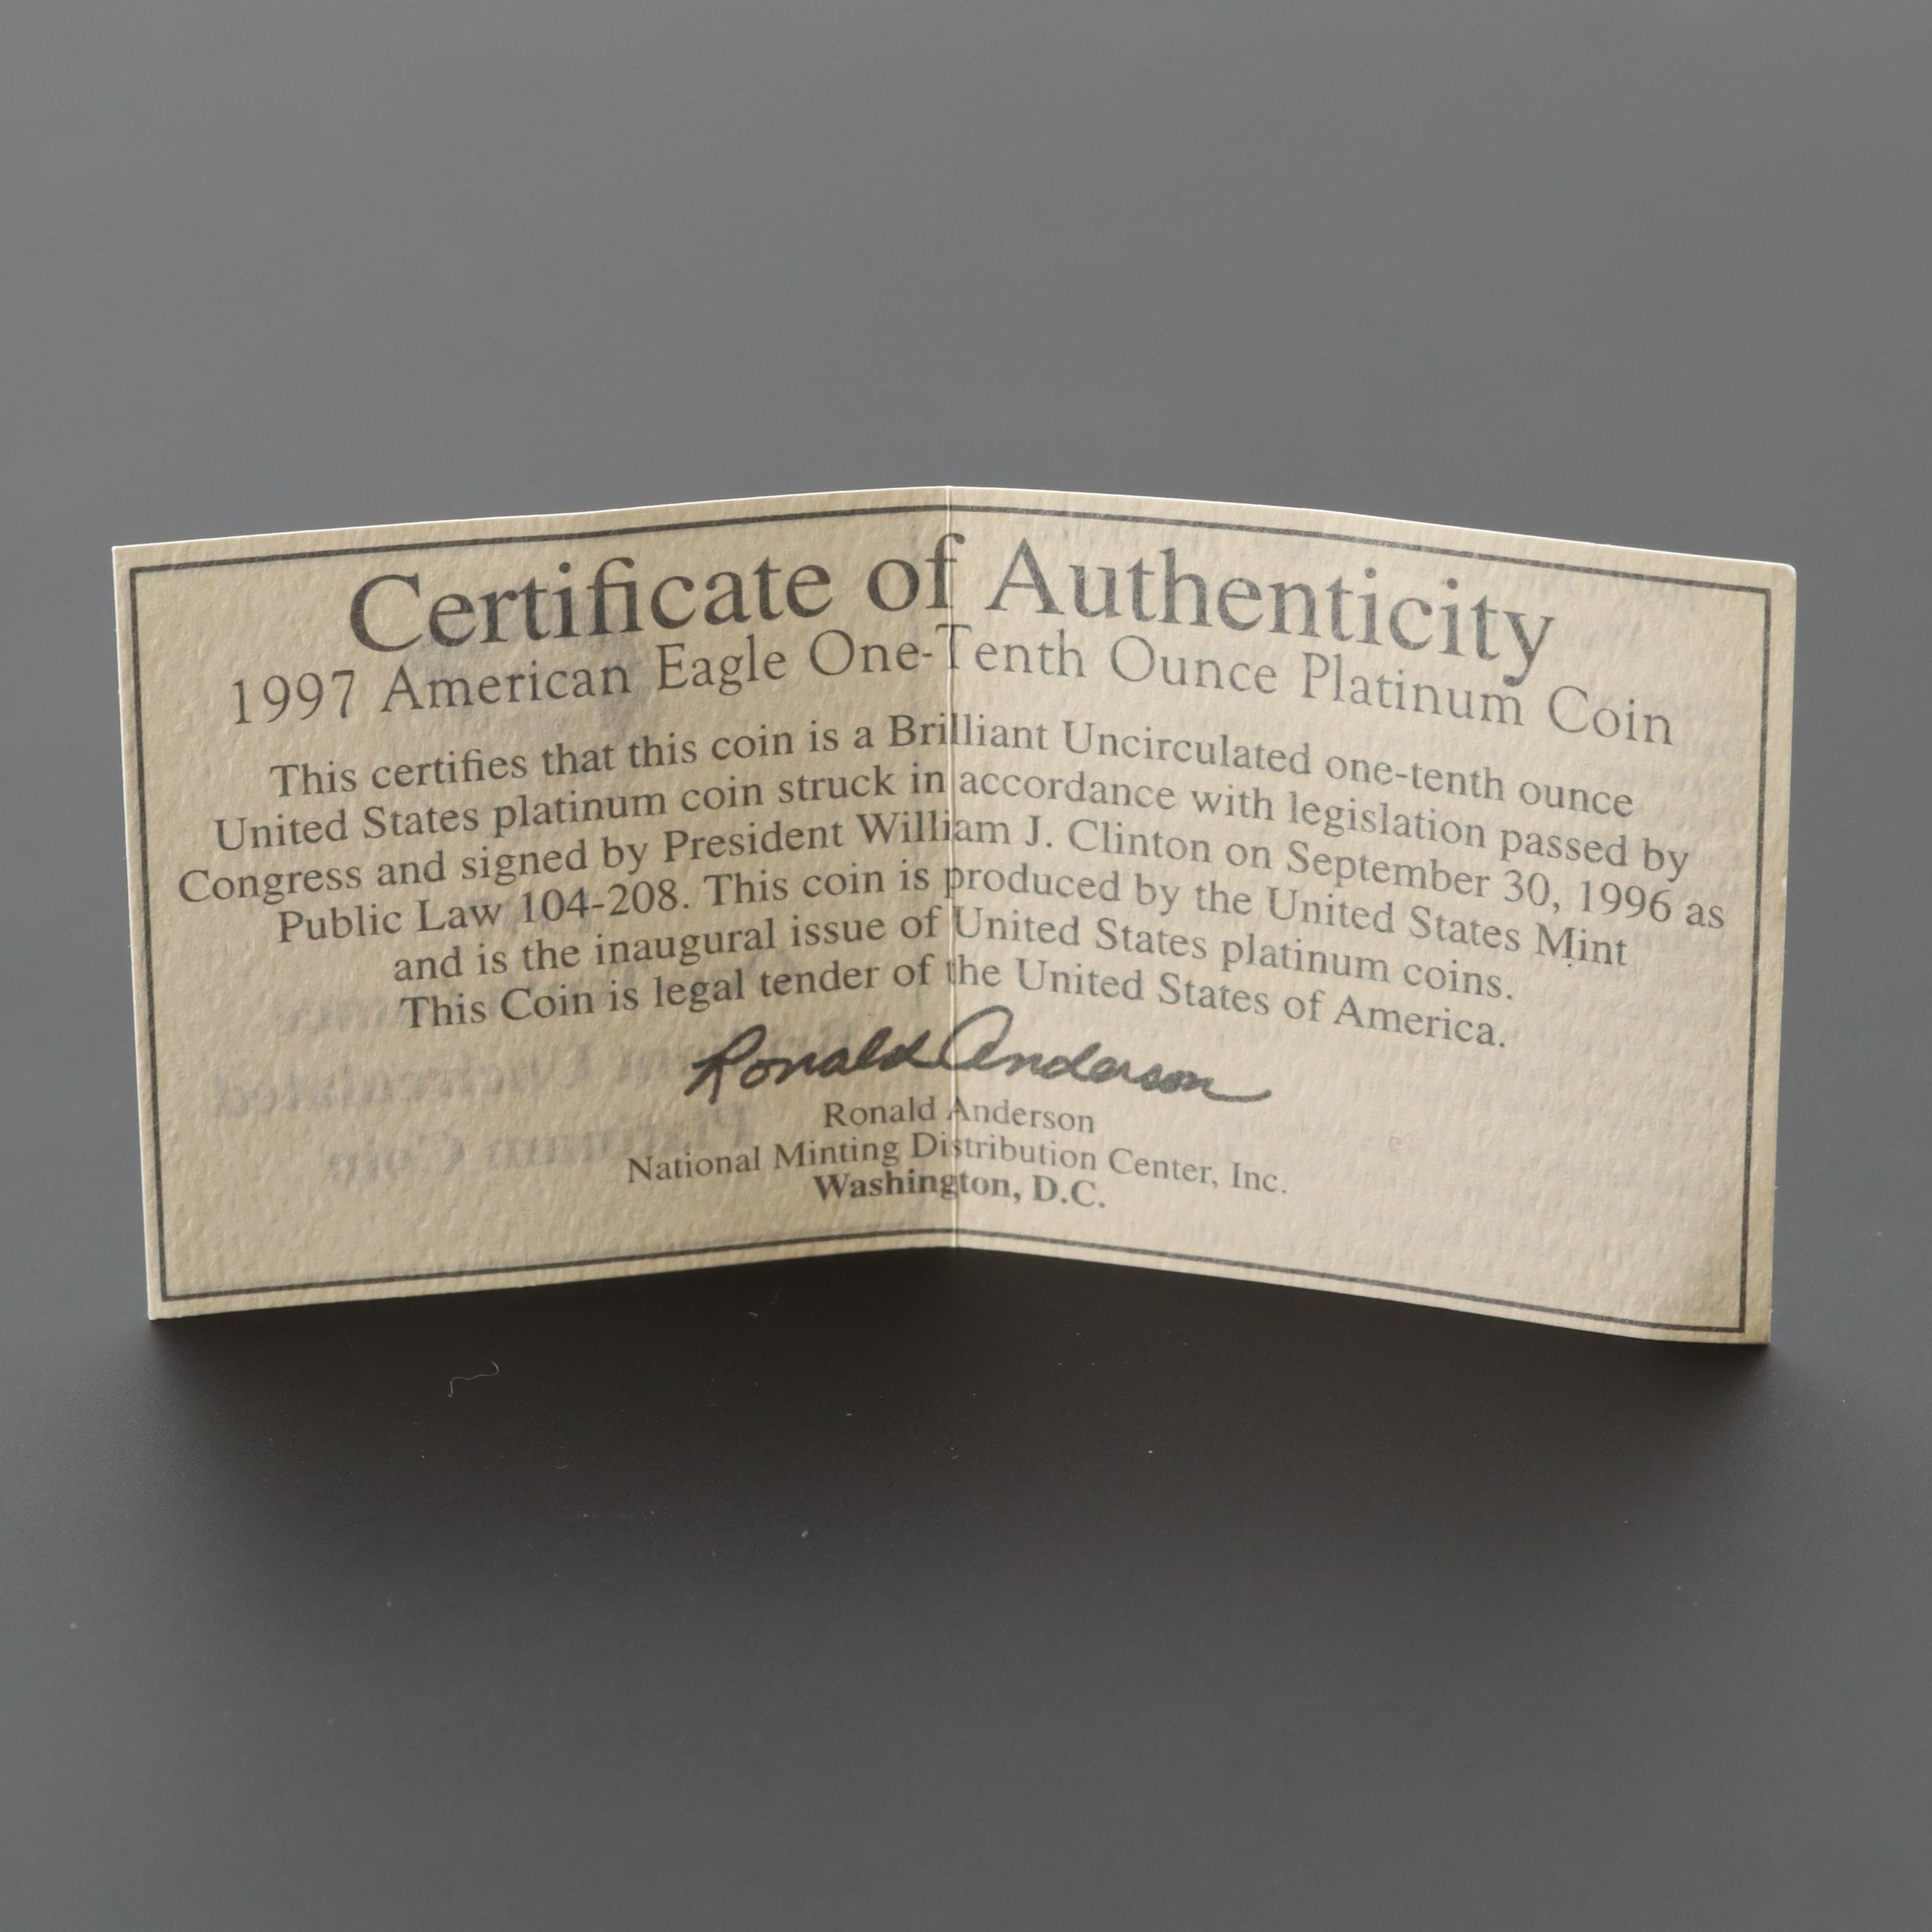 Certificate of Authenticity
1997 American Eagle One-Tenth Ounce Platinum Coin
This certifies that this coin is a Brilliant Uncirculated one-tenth ounce
United States platinum coin struck in accordance with legislation passed by
Congress and signed by President William J. Clinton on September 30, 1996 as
Public Law 104-208. This coin is produced by the United States Mint
and is the inaugural issue of United States platinum coins.
This Coin is legal tender of the United States of America.
Ronald Anderson
Ronald Anderson
National Minting Distribution Center, Inc.
Washington, D.C.